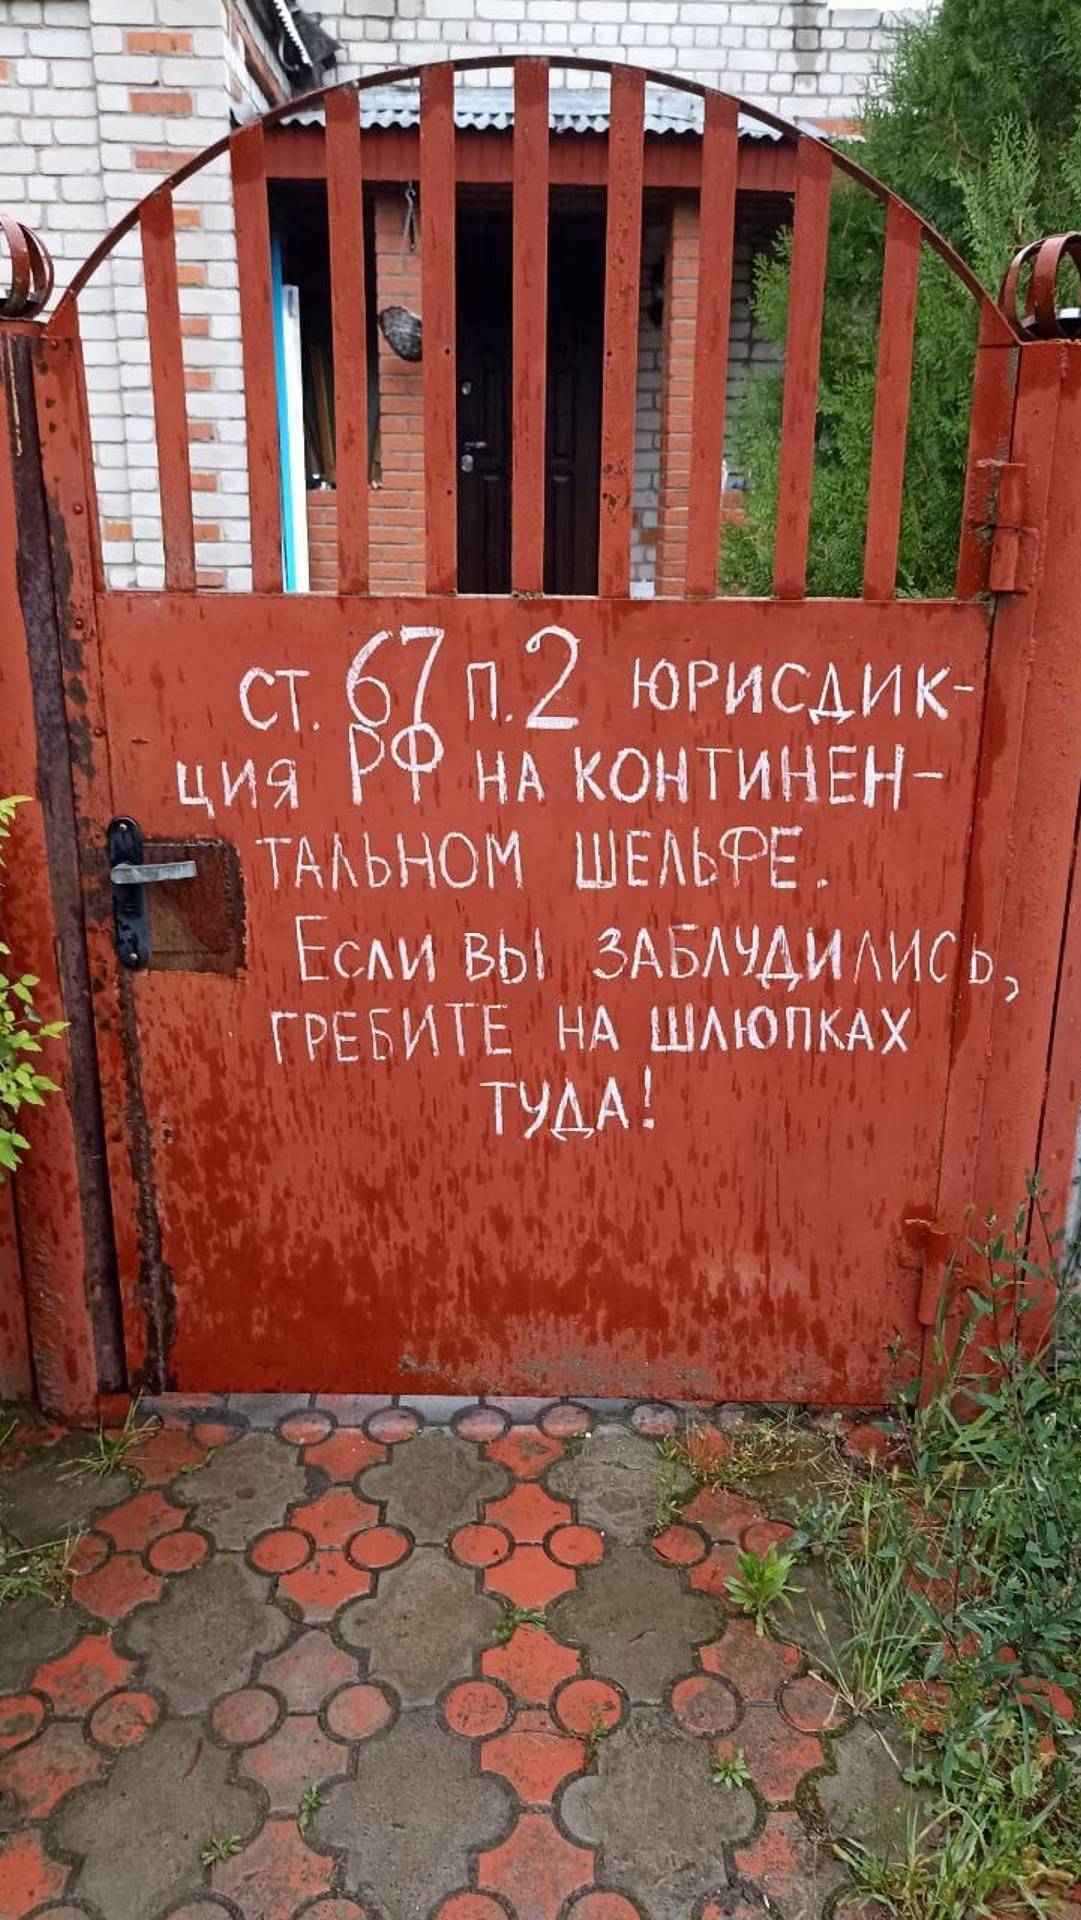 СТ. 67 П. 2 ЮРИСДИК-
ЦИЯ РФ НА КОНТИНЕН-
ТАЛЬНОМ ШЕЛЬФЕ.
Если вы ЗАБЛУДИЛИСЬ,
ГРЕБИТЕ НА ШЛЮПКАХ
ТУДА!